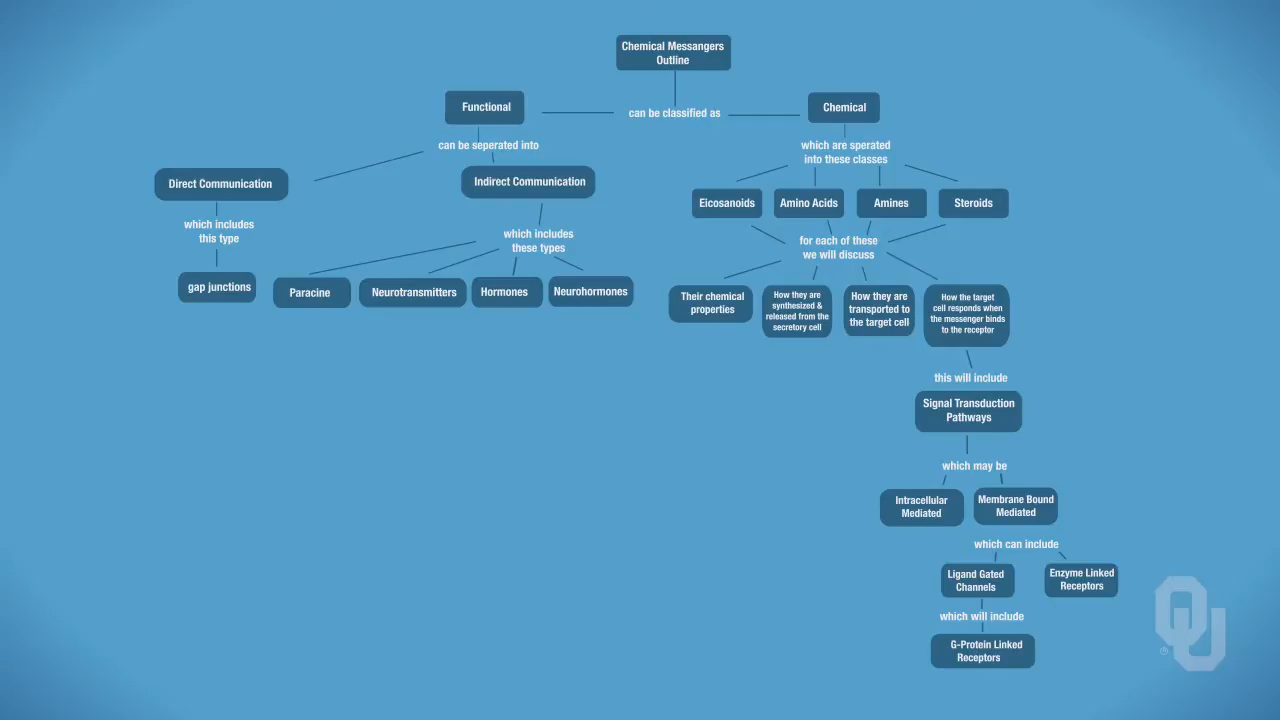 Chemical Messangers
Outline
Functional
can be classified as
Chemical
can be seperated into
which are sperated
into these classes
Direct Communication
Indirect Communication
Eicosanoids
Amino Acids
Amines
Steroids
which includes
this type
which includes
these types
for each of these
we will discuss
gap junctions
Paracine
Neurotransmitters
Hormones
Neurohormones
Their chemical
properties
How they are
synthesized &
released from the
secretory cell
How they are
transported to
the target cell
How the target
cell responds when
the messenger binds
to the receptor
this will include
Signal Transduction
Pathways
which may be
Intracellular
Mediated
Membrane Bound
Mediated
which can include
Ligand Gated
Channels
Enzyme Linked
Receptors
which will include
G-Protein Linked
Receptors
OU
®